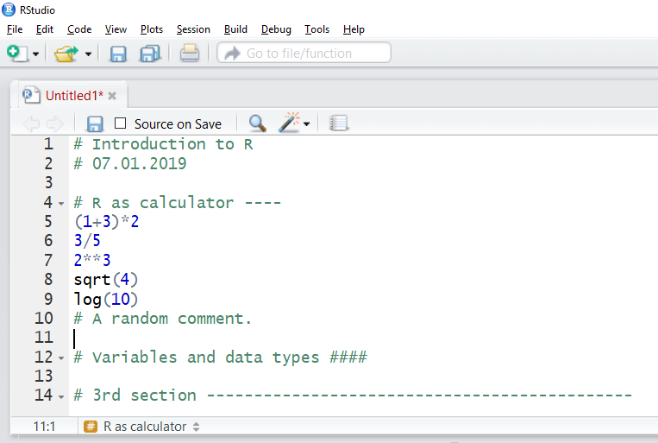 RStudio
File Edit Code View Plots Session Build Debug Tools Help
Go to file/function
Untitled1*
Source on Save
1 # Introduction to R
2 # 07.01.2019
3
4 # R as calculator ----
5 (1+3)*2
6 3/5
7 2**3
8 sqrt(4)
9 log(10)
10 # A random comment.
11
12 # Variables and data types ####
13
14 # 3rd section ---------------------------------------------
11:1 # R as calculator